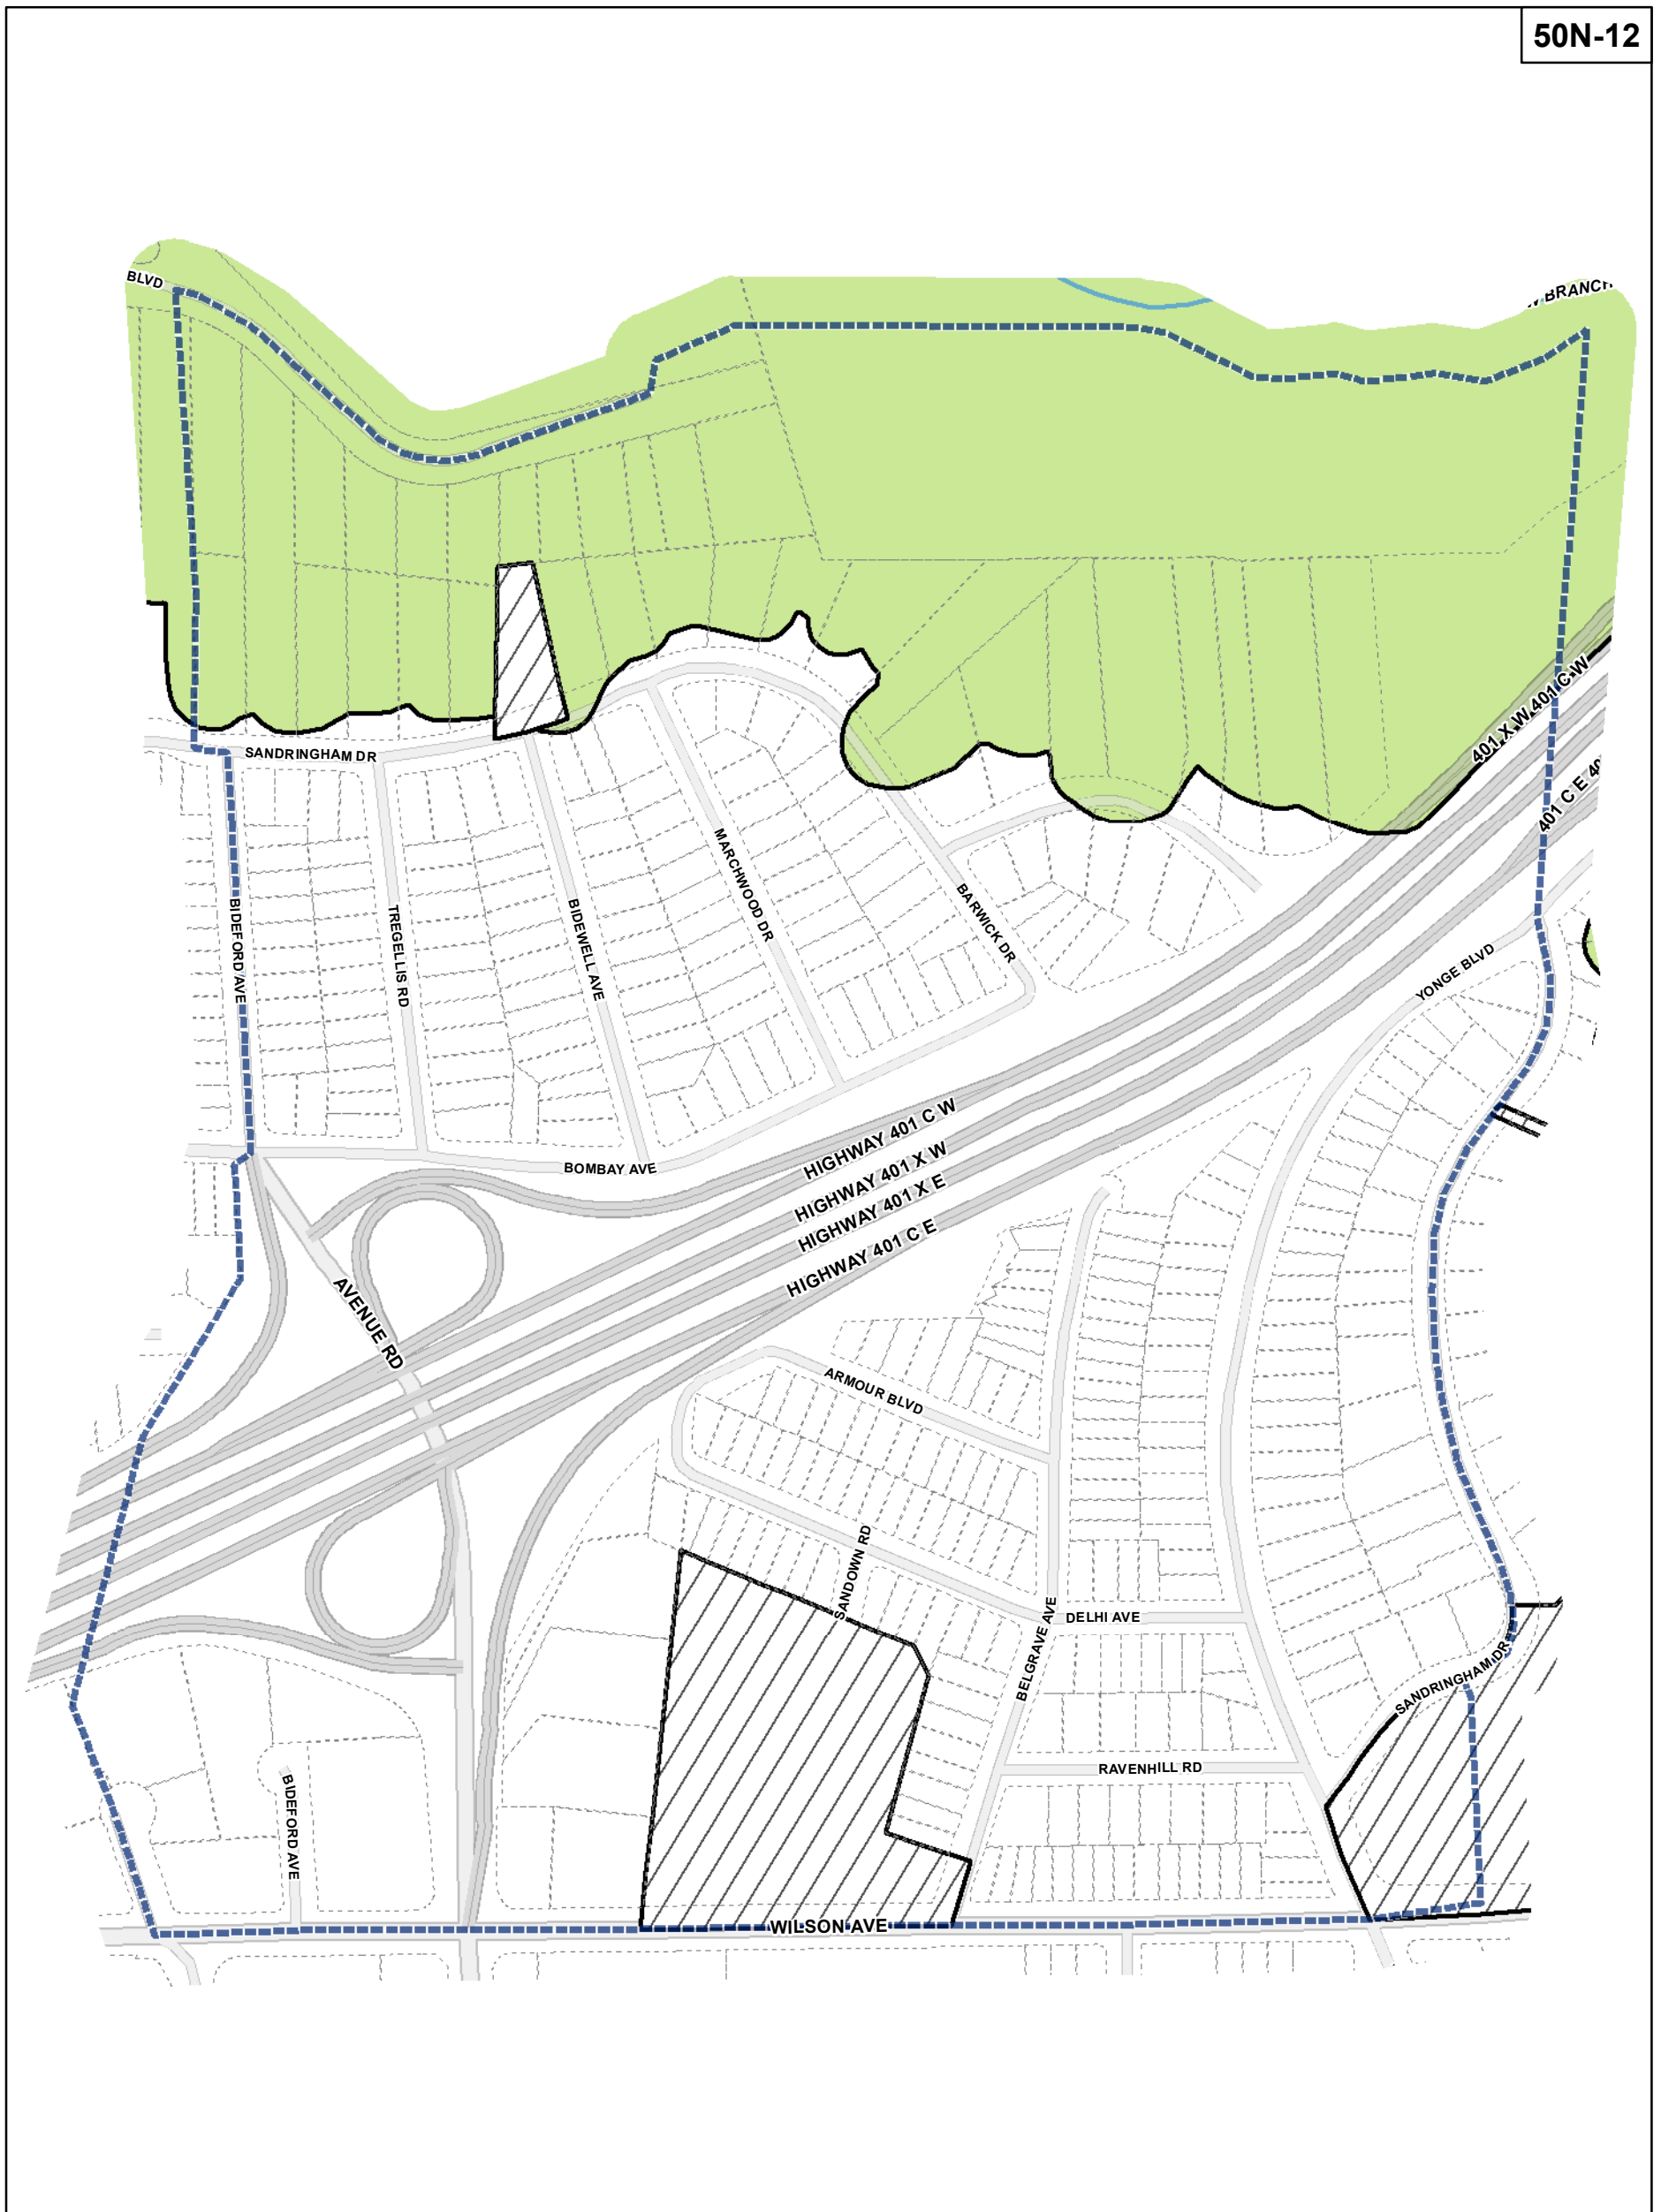 50N-12
BLVD
W BRANCH
SANDRINGHAM DR
401 X W 401 C W
401 C E 40
BIDEFORD AVE
TREGELLIS RD
BIDEWELL AVE
MARCHWOOD DR
BARWICK DR
YONGE BLVD
BOMBAY AVE
HIGHWAY 401 C W
HIGHWAY 401 X W
HIGHWAY 401 X E
HIGHWAY 401 C E
AVENUE RD
ARMOUR BLVD
SANDOWN RD
BELGRAVE AVE
DELHI AVE
SANDRINGHAM DR
RAVENHILL RD
BIDEFORD AVE
WILSON AVE